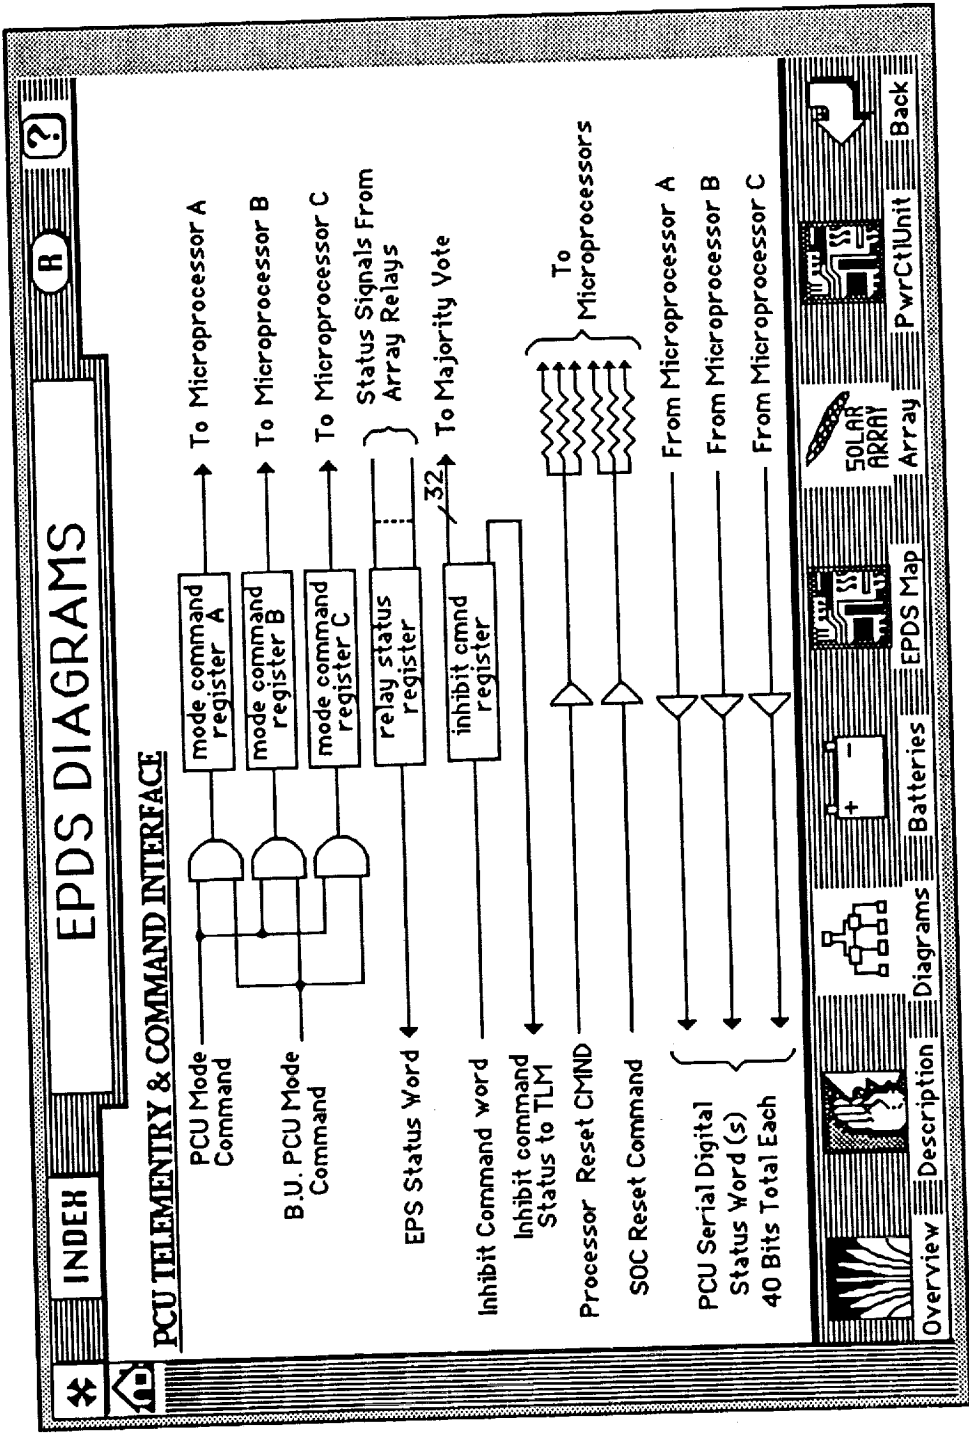 INDEX
EPDS DIAGRAMS
R
?
PCU TELEMENTRY & COMMAND INTERFACE
PCU Mode
Command
B.U. PCU Mode
Command
EPS Status Word
Inhibit Command word
Inhibit command
Status to TLM
Processor Reset CMND
SOC Reset Command
PCU Serial Digital
Status Word (s)
40 Bits Total Each
mode command
register A
mode command
register B
mode command
register C
relay status
register
inhibit cmnd
register
To Microprocessor A
To Microprocessor B
To Microprocessor C
Status Signals From
Array Relays
32
To Majority Vote
To
Microprocessors
From Microprocessor A
From Microprocessor B
From Microprocessor C
Overview
Description
Diagrams
+ -
Batteries
EPDS Map
SOLAR
ARRAY
Array
PwrCtlUnit
Back